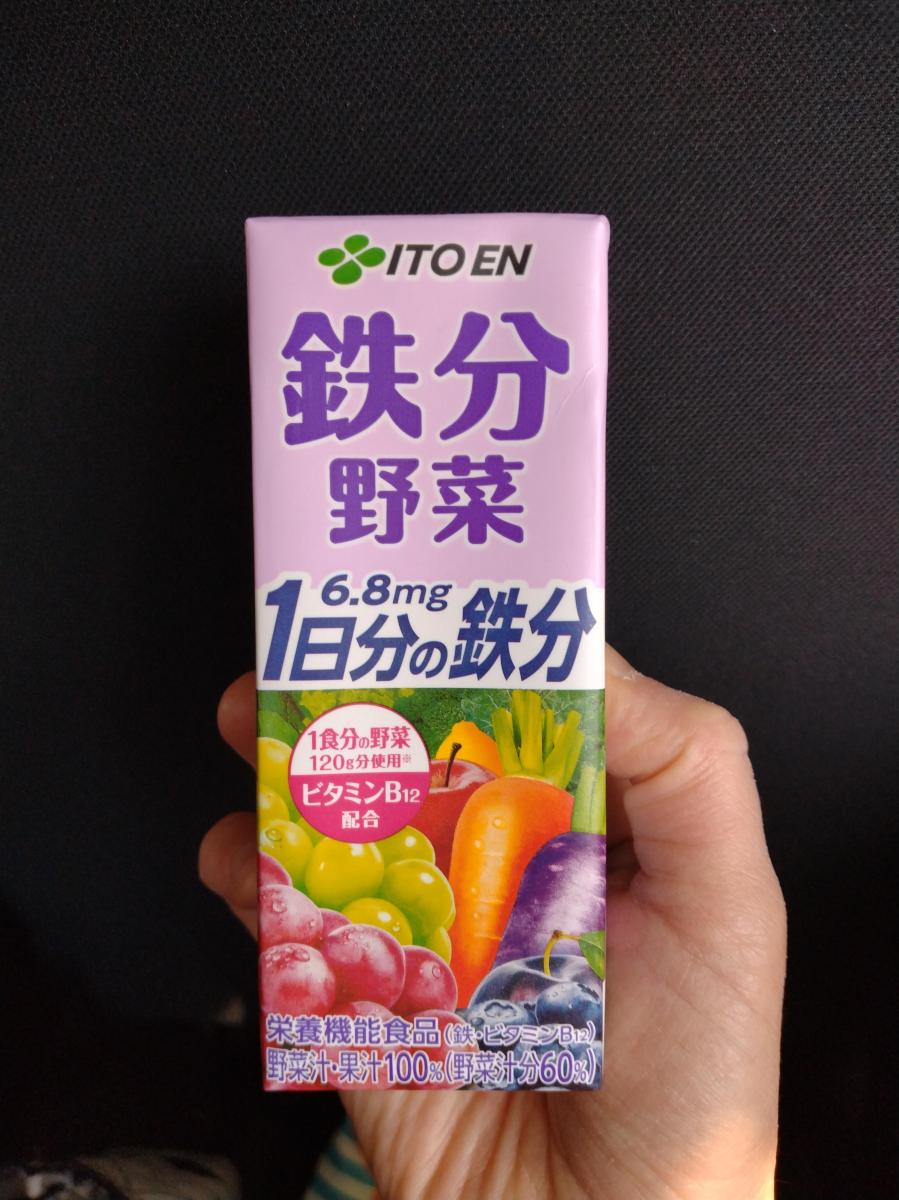 ITO EN
鉄分
野菜
6.8mg
1日分の鉄分
1食分の野菜
120g分使用※
ビタミンB12
配合
栄養機能食品(鉄・ビタミンB12)
野菜汁・果汁100%(野菜汁分60%)